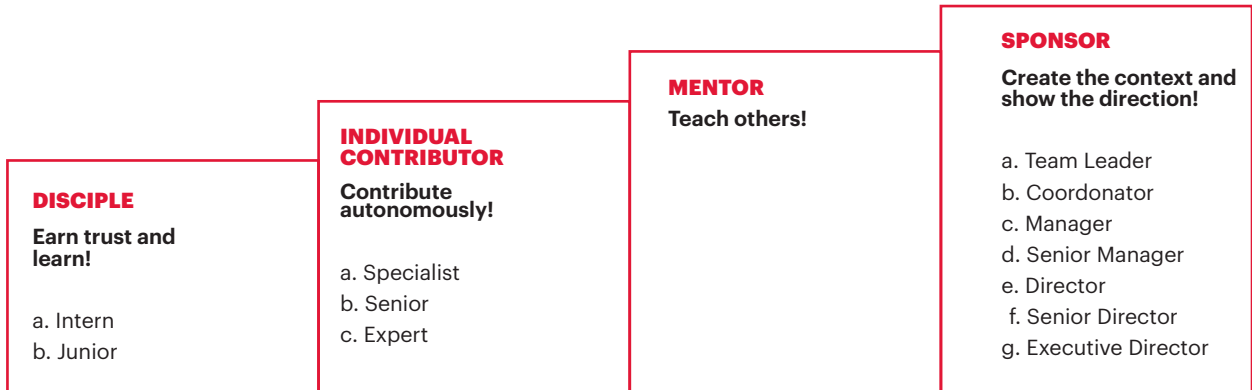 DISCIPLE
Earn trust and
learn!
a. Intern
b. Junior
INDIVIDUAL
CONTRIBUTOR
Contribute
autonomously!
a. Specialist
b. Senior
c. Expert
MENTOR
Teach others!
SPONSOR
Create the context and
show the direction!
a. Team Leader
b. Coordonator
c. Manager
d. Senior Manager
e. Director
f. Senior Director
g. Executive Director